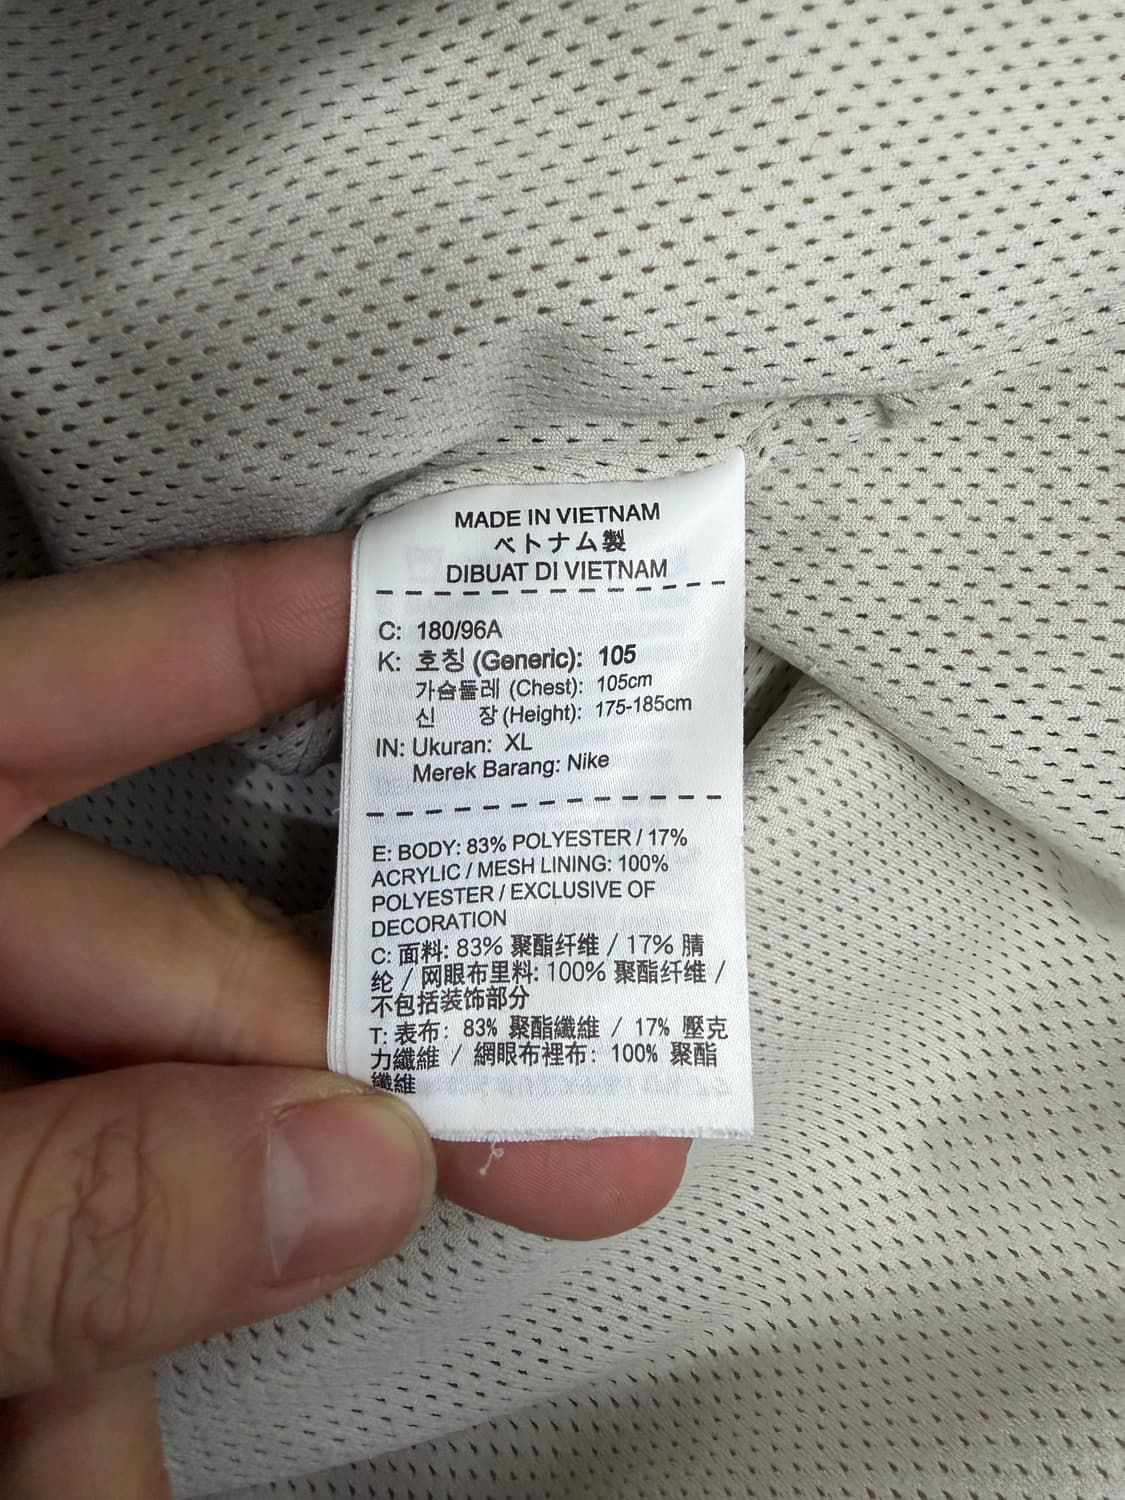 MADE IN VIETNAM
ベトナム製
DIBUAT DI VIETNAM
C: 180/96A
K: 호칭 (Generic): 105
가슴둘레 (Chest): 105cm
신 장 (Height): 175-185cm
IN: Ukuran: XL
Merek Barang: Nike
E: BODY: 83% POLYESTER / 17%
ACRYLIC / MESH LINING: 100%
POLYESTER / EXCLUSIVE OF
DECORATION
C: 面料: 83% 聚酯纤维 / 17% 腈
纶 / 网眼布里料: 100% 聚酯纤维 /
不包括装饰部分
T: 表布: 83% 聚酯纖維 / 17% 壓克
力纖維 / 網眼布裡布: 100% 聚酯
纖維